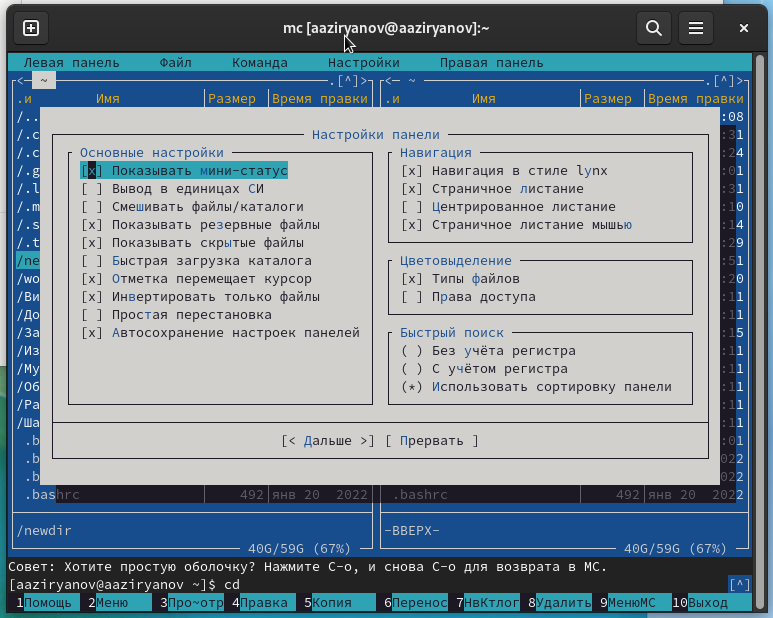 mc [aaziryanov@aaziryanov]:~
Левая панель Файл Команда Настройки Правая панель
<─ ~ .[^]> <─ ~ .[^]>
.и Имя Размер Время правки .и Имя Размер Время правки
/.. :08
/.c :31
/.c :24
/.g :01
/.l :31
/.m :10
/.s :14
/.t :29
/ne :51
/wo :20
/Ви :11
/До :11
/За :15
/Из :11
/Му :11
/Об :11
/Ра :11
/Ша :11
.b :01
.b 022
.b 022
Настройки панели
Основные настройки
[x] Показывать мини-статус
[ ] Вывод в единицах СИ
[ ] Смешивать файлы/каталоги
[x] Показывать резервные файлы
[x] Показывать скрытые файлы
[ ] Быстрая загрузка каталога
[x] Отметка перемещает курсор
[x] Инвертировать только файлы
[ ] Простая перестановка
[x] Автосохранение настроек панелей
Навигация
[x] Навигация в стиле lynx
[x] Страничное листание
[ ] Центрированное листание
[x] Страничное листание мышью
Цветовыделение
[x] Типы файлов
[ ] Права доступа
Быстрый поиск
( ) Без учёта регистра
( ) С учётом регистра
(*) Использовать сортировку панели
[< Дальше >] [ Прервать ]
.bashrc 492 янв 20 2022 .bashrc 492 янв 20 2022
/newdir -ВВЕРХ-
40G/59G (67%) 40G/59G (67%)
Совет: Хотите простую оболочку? Нажмите C-o, и снова C-o для возврата в MC.
[aaziryanov@aaziryanov ~]$ cd [^]
1Помощь 2Меню 3Про~отр 4Правка 5Копия 6Перенос 7НвКтлог 8Удалить 9МенюMC 10Выход